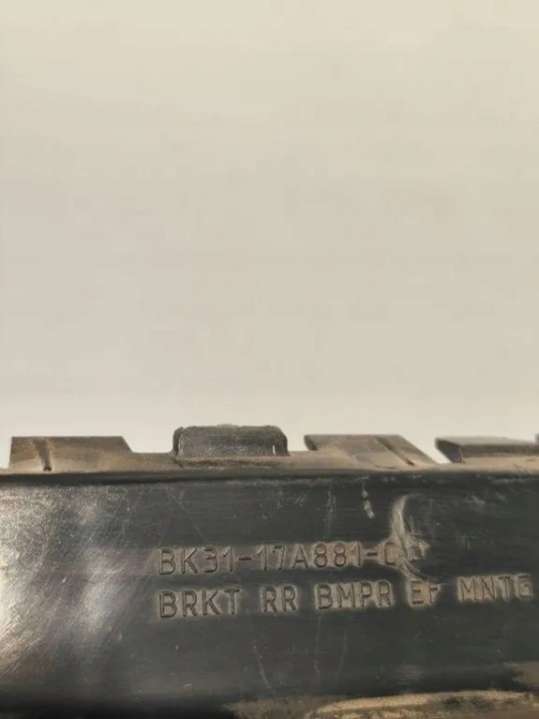 BK31-17A881-C
BRKT RR BMPR EF MNTG